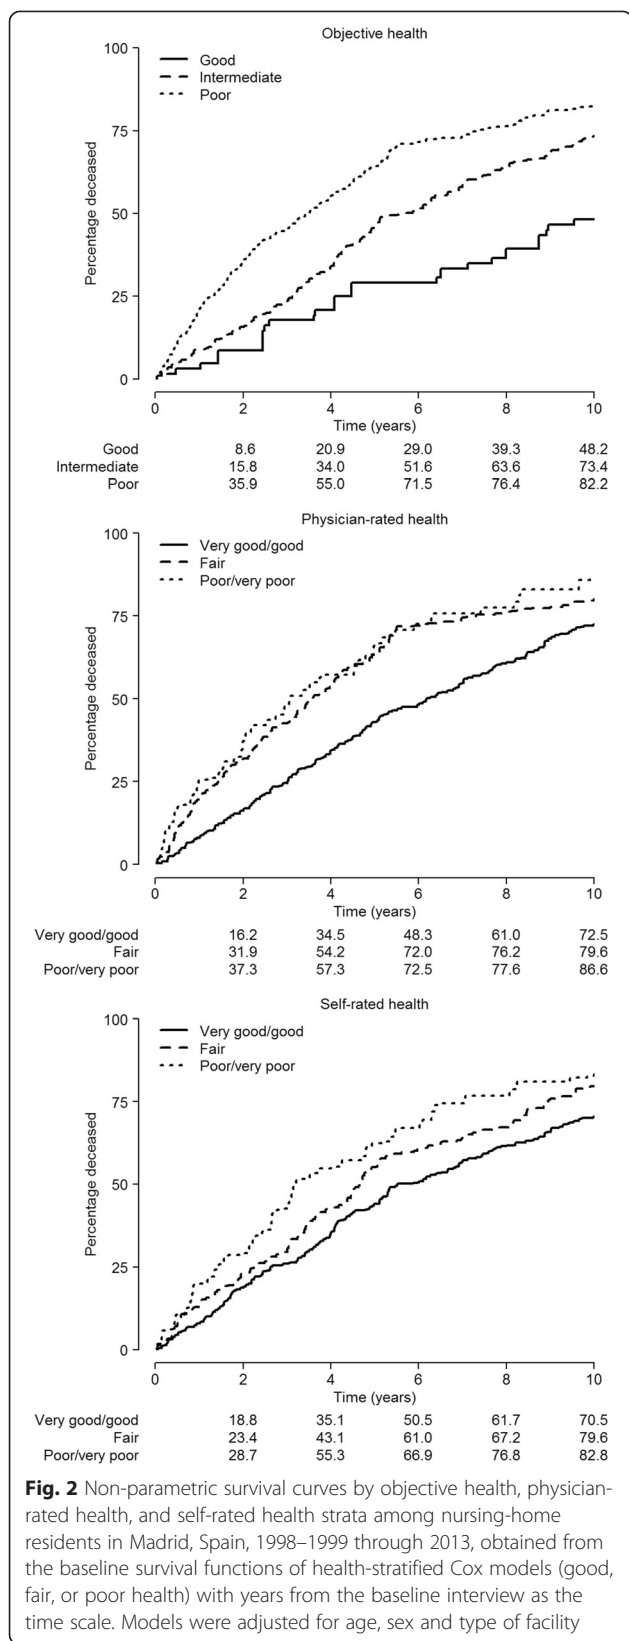 Objective health
Good
Intermediate
Poor
Percentage deceased
100
75
50
25
0
0 2 4 6 8 10
Time (years)
Good 8.6 20.9 29.0 39.3 48.2
Intermediate 15.8 34.0 51.6 63.6 73.4
Poor 35.9 55.0 71.5 76.4 82.2
Physician-rated health
Very good/good
Fair
Poor/very poor
Percentage deceased
100
75
50
25
0
0 2 4 6 8 10
Time (years)
Very good/good 16.2 34.5 48.3 61.0 72.5
Fair 31.9 54.2 72.0 76.2 79.6
Poor/very poor 37.3 57.3 72.5 77.6 86.6
Self-rated health
Very good/good
Fair
Poor/very poor
Percentage deceased
100
75
50
25
0
0 2 4 6 8 10
Time (years)
Very good/good 18.8 35.1 50.5 61.7 70.5
Fair 23.4 43.1 61.0 67.2 79.6
Poor/very poor 28.7 55.3 66.9 76.8 82.8
Fig. 2 Non-parametric survival curves by objective health, physician-
rated health, and self-rated health strata among nursing-home
residents in Madrid, Spain, 1998–1999 through 2013, obtained from
the baseline survival functions of health-stratified Cox models (good,
fair, or poor health) with years from the baseline interview as the
time scale. Models were adjusted for age, sex and type of facility